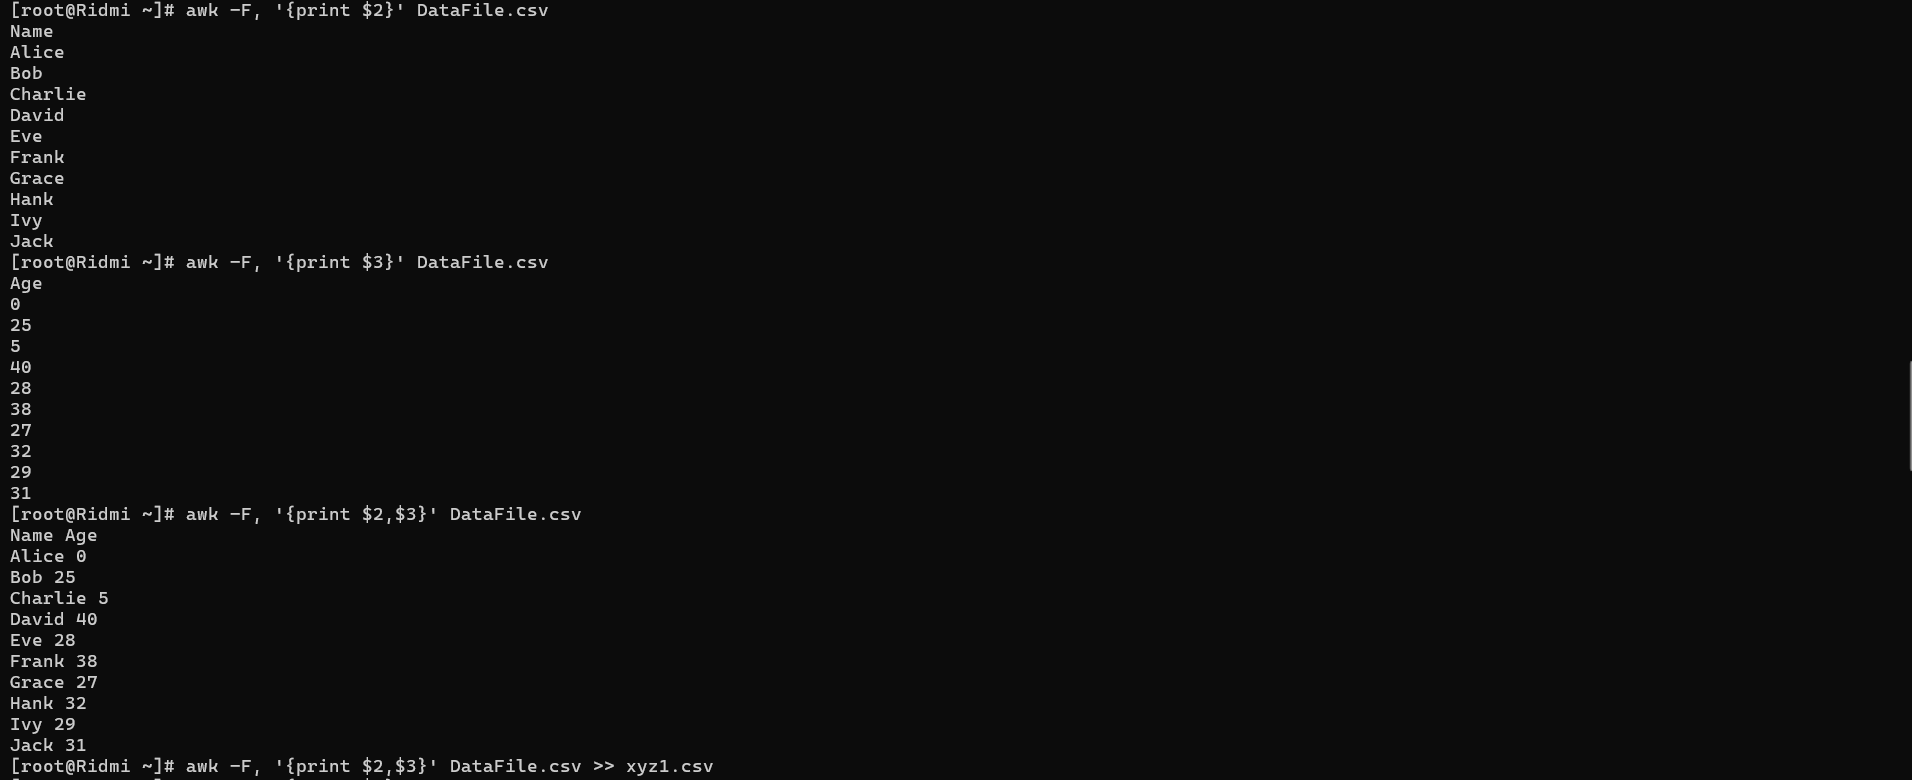 [root@Ridmi ~]# awk -F, '{print $2}' DataFile.csv
Name
Alice
Bob
Charlie
David
Eve
Frank
Grace
Hank
Ivy
Jack
[root@Ridmi ~]# awk -F, '{print $3}' DataFile.csv
Age
0
25
5
40
28
38
27
32
29
31
[root@Ridmi ~]# awk -F, '{print $2,$3}' DataFile.csv
Name Age
Alice 0
Bob 25
Charlie 5
David 40
Eve 28
Frank 38
Grace 27
Hank 32
Ivy 29
Jack 31
[root@Ridmi ~]# awk -F, '{print $2,$3}' DataFile.csv >> xyz1.csv